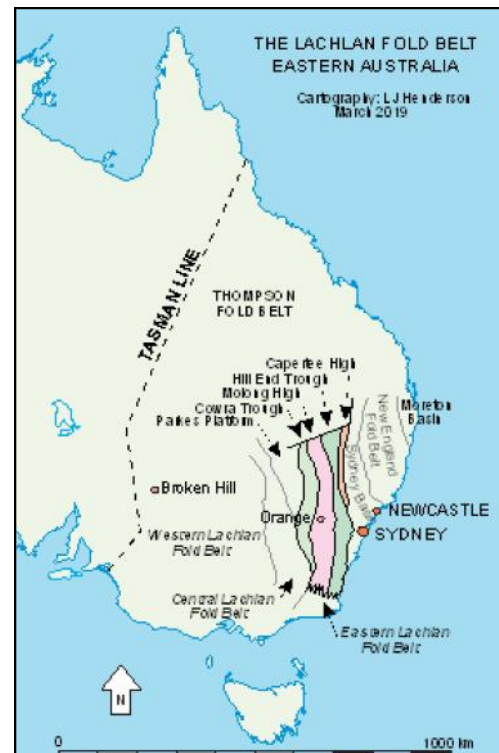 THE LACHLAN FOLD BELT
EASTERN AUSTRALIA
Cartography: LJ Henderson
March 2019
TASMAN LINE
THOMPSON
FOLD BELT
Capertee High
Hill End Trough
Molong High
Cowra Trough
Parkes Platform
Moreton
Basin
New England
Fold Belt
Sydney Basin
Broken Hill
Orange
NEWCASTLE
SYDNEY
Western Lachlan
Fold Belt
Central Lachlan
Fold Belt
Eastern Lachlan
Fold Belt
N
0
1000 km